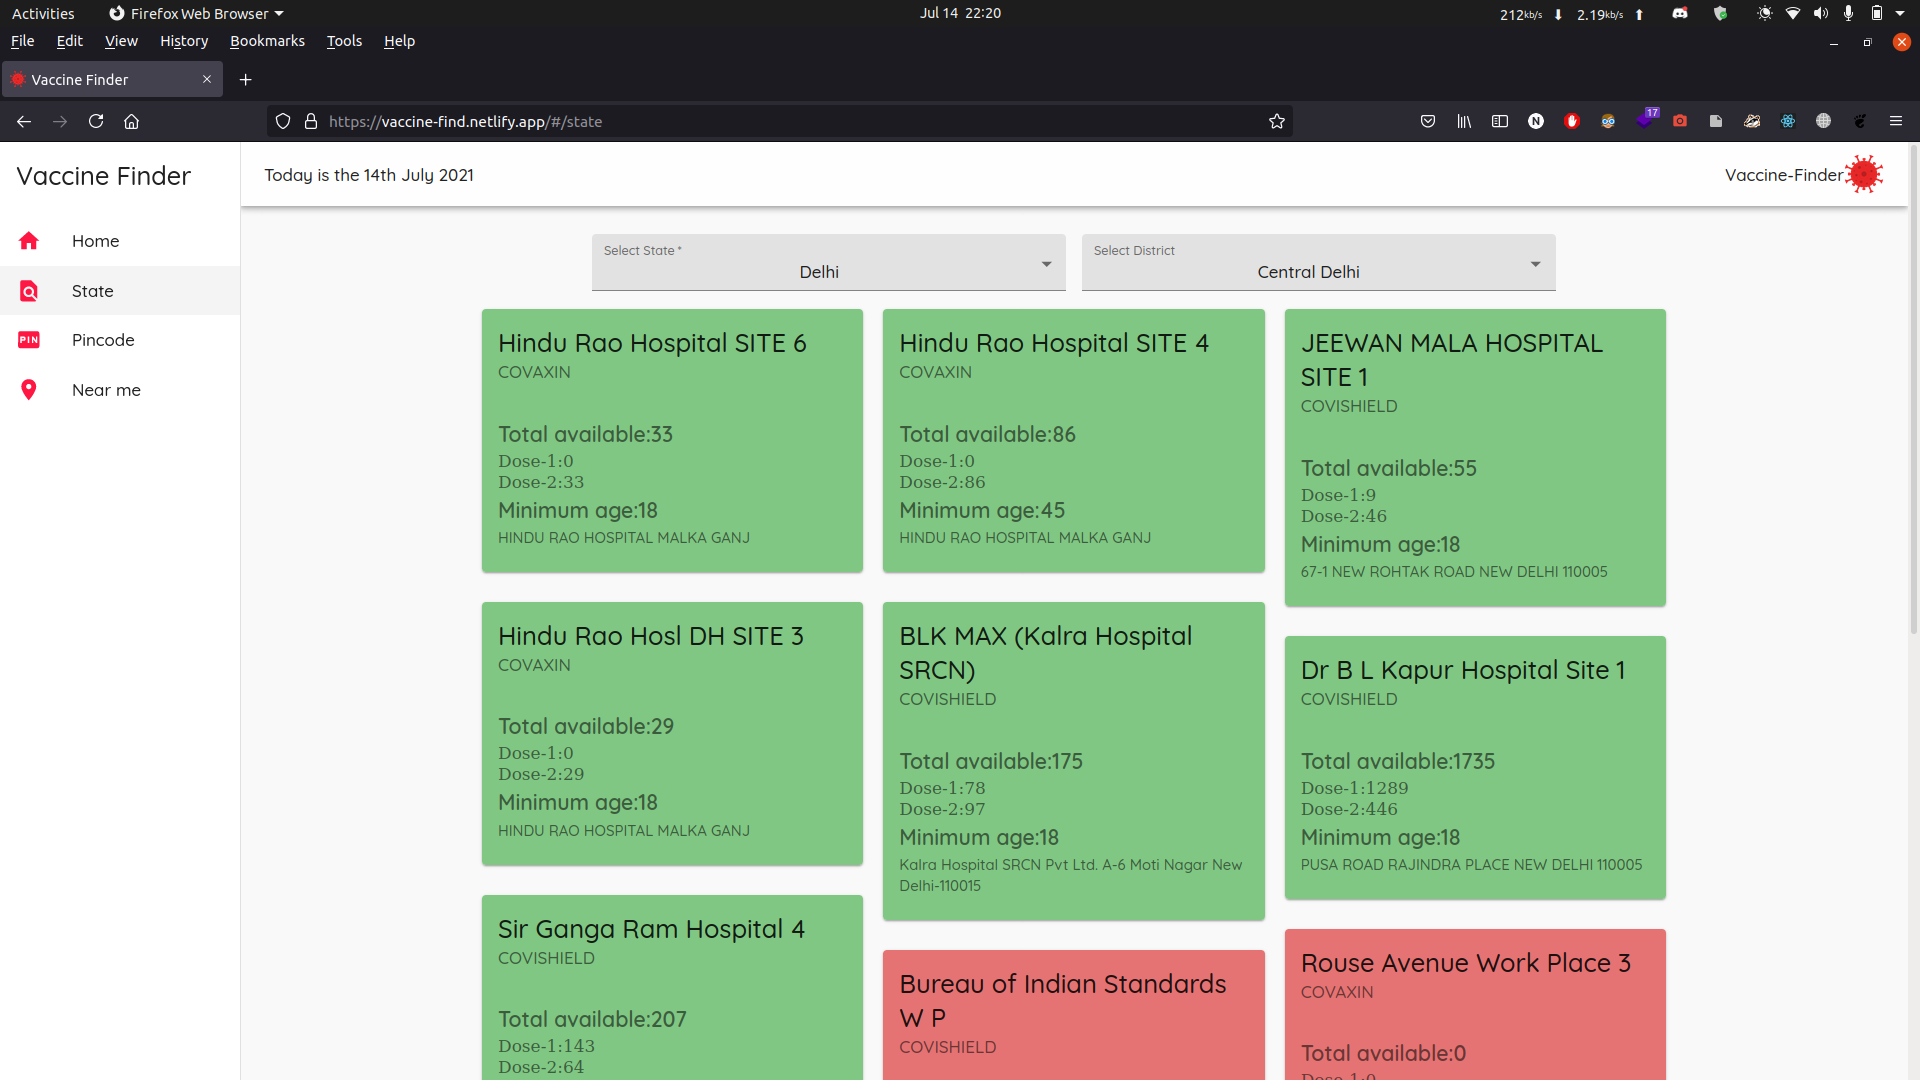 Activities
Firefox Web Browser
Jul 14 22:20
212kb/s
2.19kb/s
File Edit View History Bookmarks Tools Help
Vaccine Finder
https://vaccine-find.netlify.app/#/state
N
17
Vaccine Finder
Home
State
PIN
Pincode
Near me
Today is the 14th July 2021
Vaccine-Finder
Select State *
Delhi
Select District
Central Delhi
Hindu Rao Hospital SITE 6
COVAXIN
Total available:33
Dose-1:0
Dose-2:33
Minimum age:18
HINDU RAO HOSPITAL MALKA GANJ
Hindu Rao Hospital SITE 4
COVAXIN
Total available:86
Dose-1:0
Dose-2:86
Minimum age:45
HINDU RAO HOSPITAL MALKA GANJ
JEEWAN MALA HOSPITAL
SITE 1
COVISHIELD
Total available:55
Dose-1:9
Dose-2:46
Minimum age:18
67-1 NEW ROHTAK ROAD NEW DELHI 110005
Hindu Rao Hosl DH SITE 3
COVAXIN
Total available:29
Dose-1:0
Dose-2:29
Minimum age:18
HINDU RAO HOSPITAL MALKA GANJ
BLK MAX (Kalra Hospital
SRCN)
COVISHIELD
Total available:175
Dose-1:78
Dose-2:97
Minimum age:18
Kalra Hospital SRCN Pvt Ltd. A-6 Moti Nagar New
Delhi-110015
Dr B L Kapur Hospital Site 1
COVISHIELD
Total available:1735
Dose-1:1289
Dose-2:446
Minimum age:18
PUSA ROAD RAJINDRA PLACE NEW DELHI 110005
Sir Ganga Ram Hospital 4
COVISHIELD
Total available:207
Dose-1:143
Dose-2:64
Bureau of Indian Standards
W P
COVISHIELD
Rouse Avenue Work Place 3
COVAXIN
Total available:0
Dose-1:0